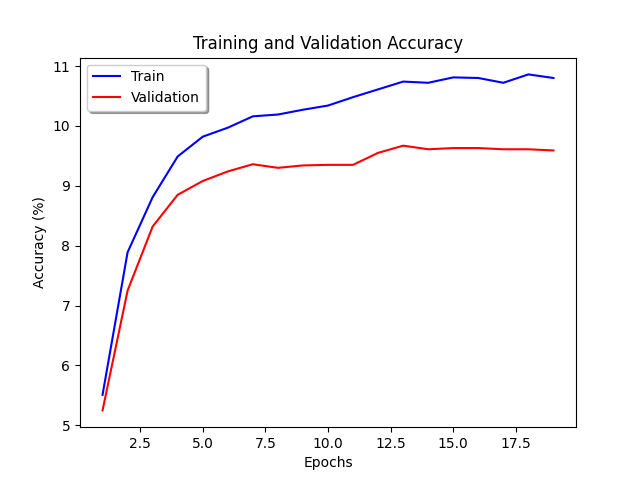 Training and Validation Accuracy
Train
Validation
Accuracy (%)
11
10
9
8
7
6
5
2.5 5.0 7.5 10.0 12.5 15.0 17.5
Epochs